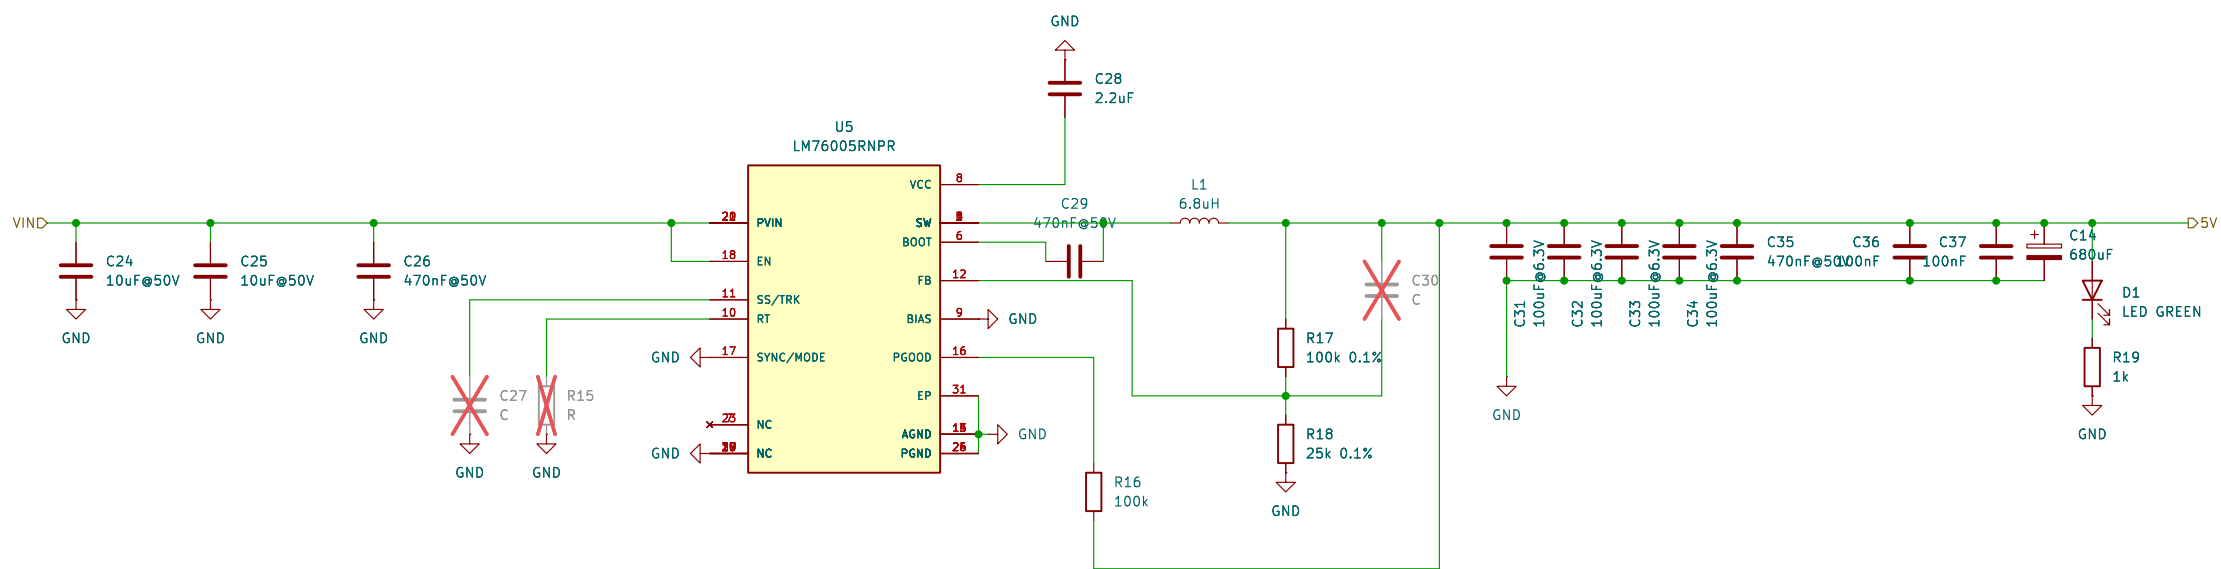 GND
C28
2.2uF
U5
LM76005RNPR
VCC
8
VIN
PVIN
SW
C29
470nF@50V
L1
6.8uH
5V
BOOT
6
EN
18
FB
12
SS/TRK
11
BIAS
9
GND
RT
10
SYNC/MODE
17
GND
PGOOD
16
EP
31
NC
AGND
GND
NC
GND
PGND
C24
10uF@50V
GND
C25
10uF@50V
GND
C26
470nF@50V
GND
C27
C
GND
R15
R
GND
R16
100k
R17
100k 0.1%
R18
25k 0.1%
GND
C30
C
C31
100uF@6.3V
C32
100uF@6.3V
C33
100uF@6.3V
C34
100uF@6.3V
C35
470nF@50V
C36
100nF
C37
100nF
C14
680uF
GND
D1
LED GREEN
R19
1k
GND